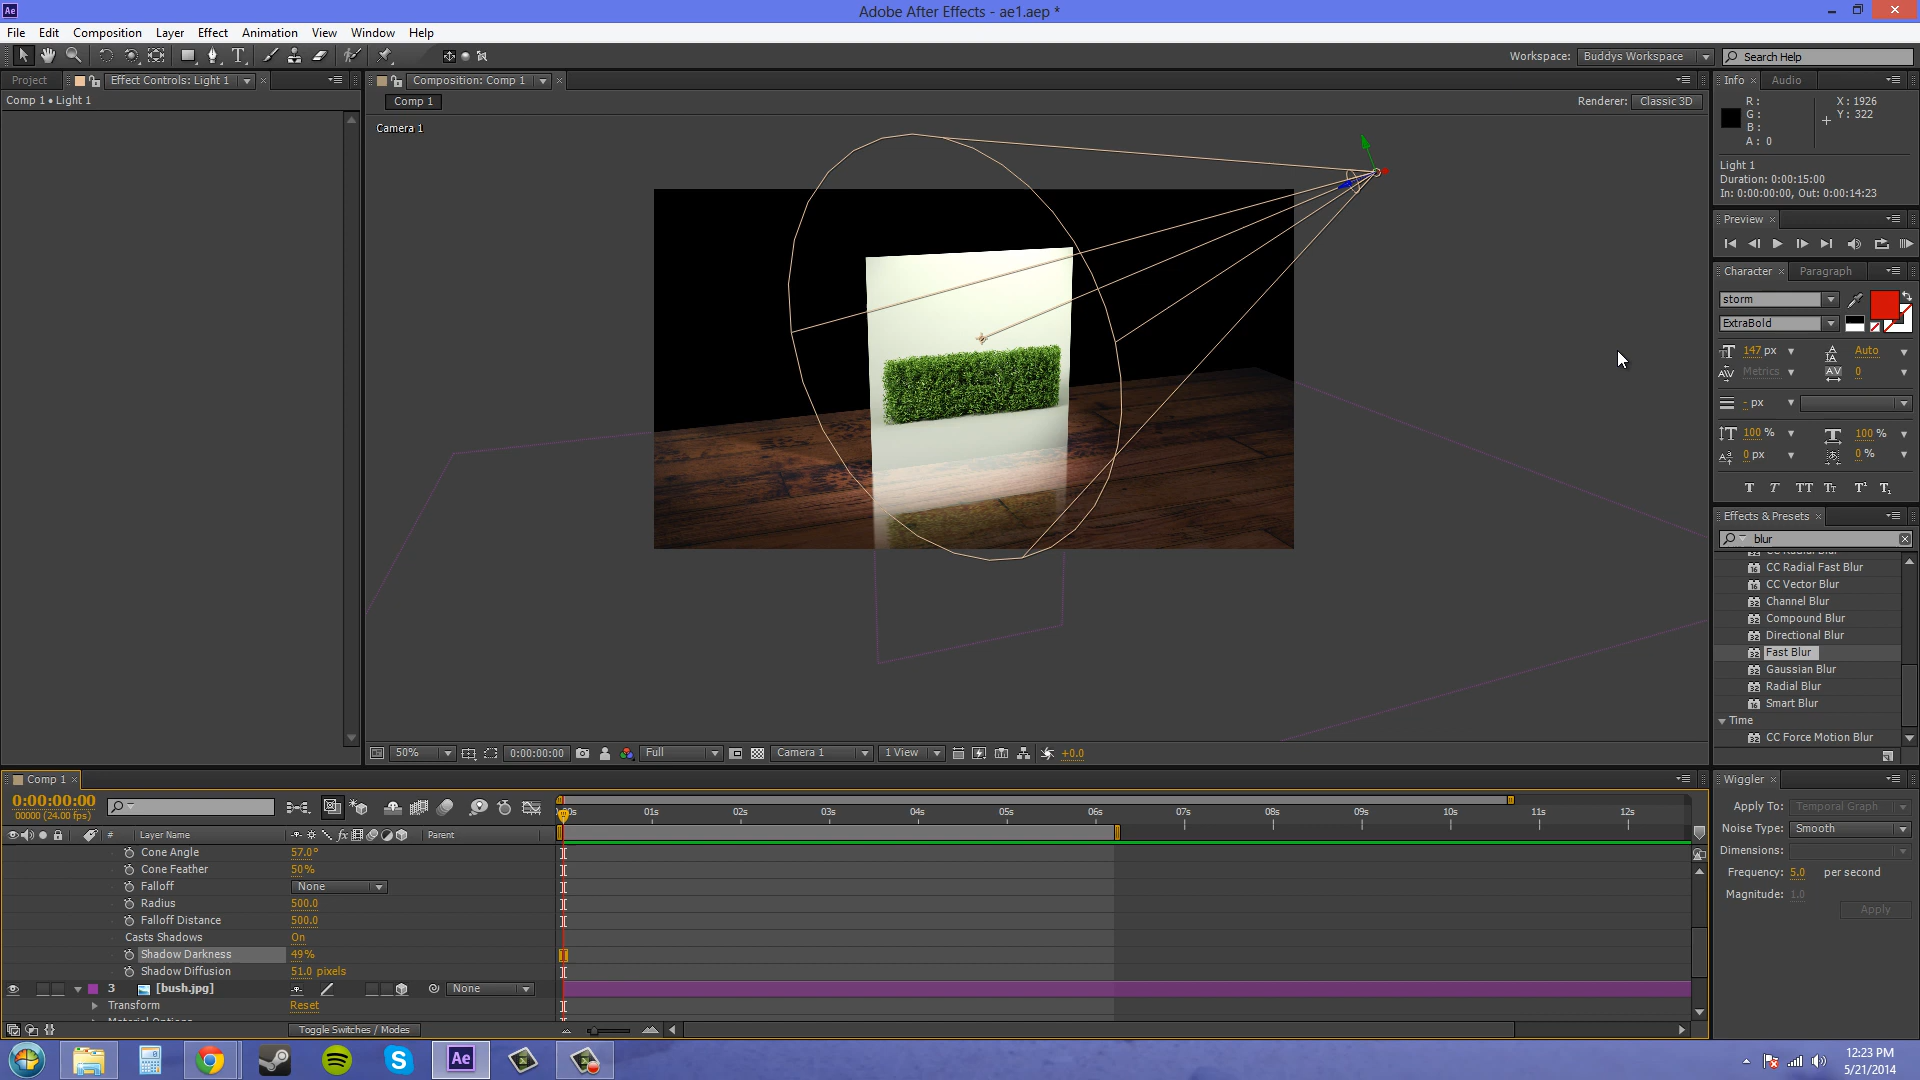 Ae
Adobe After Effects - ae1.aep *
File Edit Composition Layer Effect Animation View Window Help
Workspace: Buddys Workspace Search Help
Project Effect Controls: Light 1 Composition: Comp 1 Info Audio
Comp 1 • Light 1
Comp 1
Renderer: Classic 3D
R :
G :
B :
A : 0
X : 1926
Y : 322
Camera 1
Light 1
Duration: 0:00:15:00
In: 0:00:00:00, Out: 0:00:14:23
Preview
Character Paragraph
storm
ExtraBold
147 px Auto
Metrics 0
- px
100 % 100 %
0 px 0 %
T T TT Tr T¹ T₁
Effects & Presets
blur
CC Radial Fast Blur
CC Vector Blur
Channel Blur
Compound Blur
Directional Blur
Fast Blur
Gaussian Blur
Radial Blur
Smart Blur
Time
CC Force Motion Blur
50% 0:00:00:00 Full Camera 1 1 View +0.0
Comp 1
0:00:00:00
00000 (24.00 fps)
01s 02s 03s 04s 05s 06s 07s 08s 09s 10s 11s 12s
# Layer Name Parent
Cone Angle 57.0°
Cone Feather 50%
Falloff None
Radius 500.0
Falloff Distance 500.0
Casts Shadows On
Shadow Darkness 49%
Shadow Diffusion 51.0 pixels
3 [bush.jpg] None
Transform Reset
Toggle Switches / Modes
Wiggler
Apply To: Temporal Graph
Noise Type: Smooth
Dimensions:
Frequency: 5.0 per second
Magnitude: 1.0
Apply
Ae
12:23 PM
5/21/2014